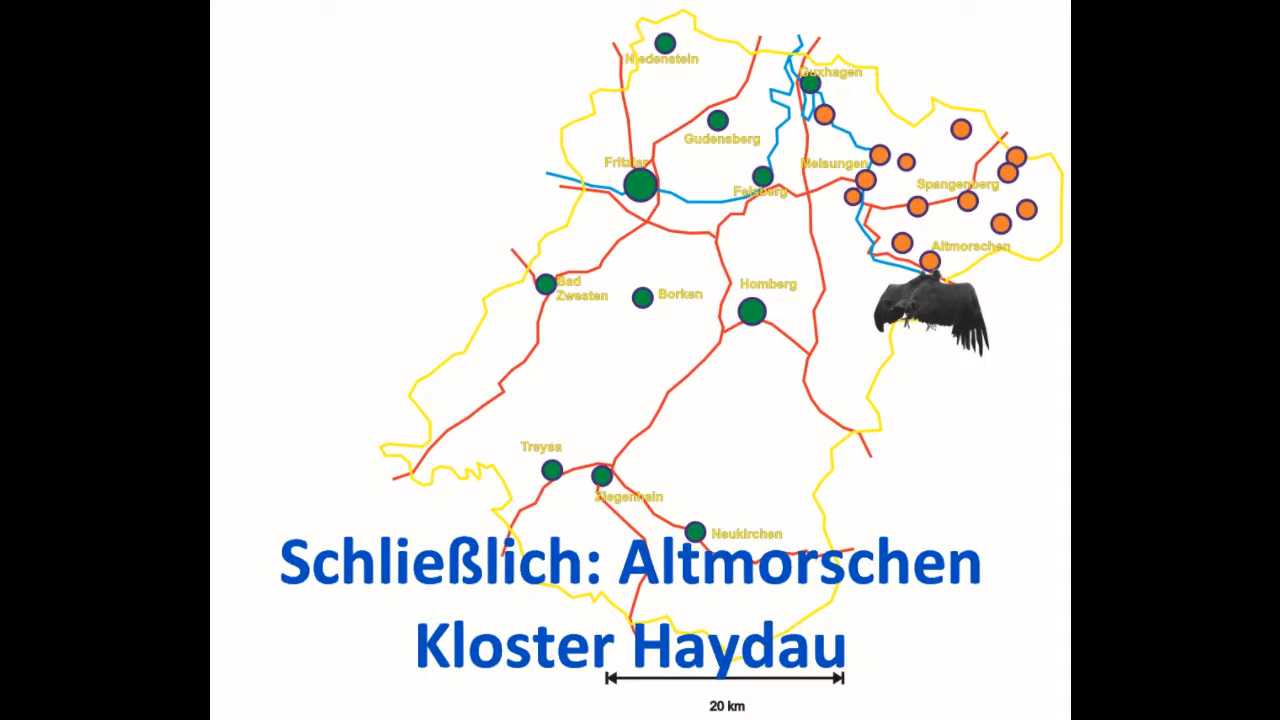 Niedenstein
Guxhagen
Gudensberg
Fritzlar
Melsungen
Felsberg
Spangenberg
Altmorschen
Bad
Zwesten
Borken
Homberg
Treysa
Ziegenhain
Neukirchen
Schließlich: Altmorschen
Kloster Haydau
20 km